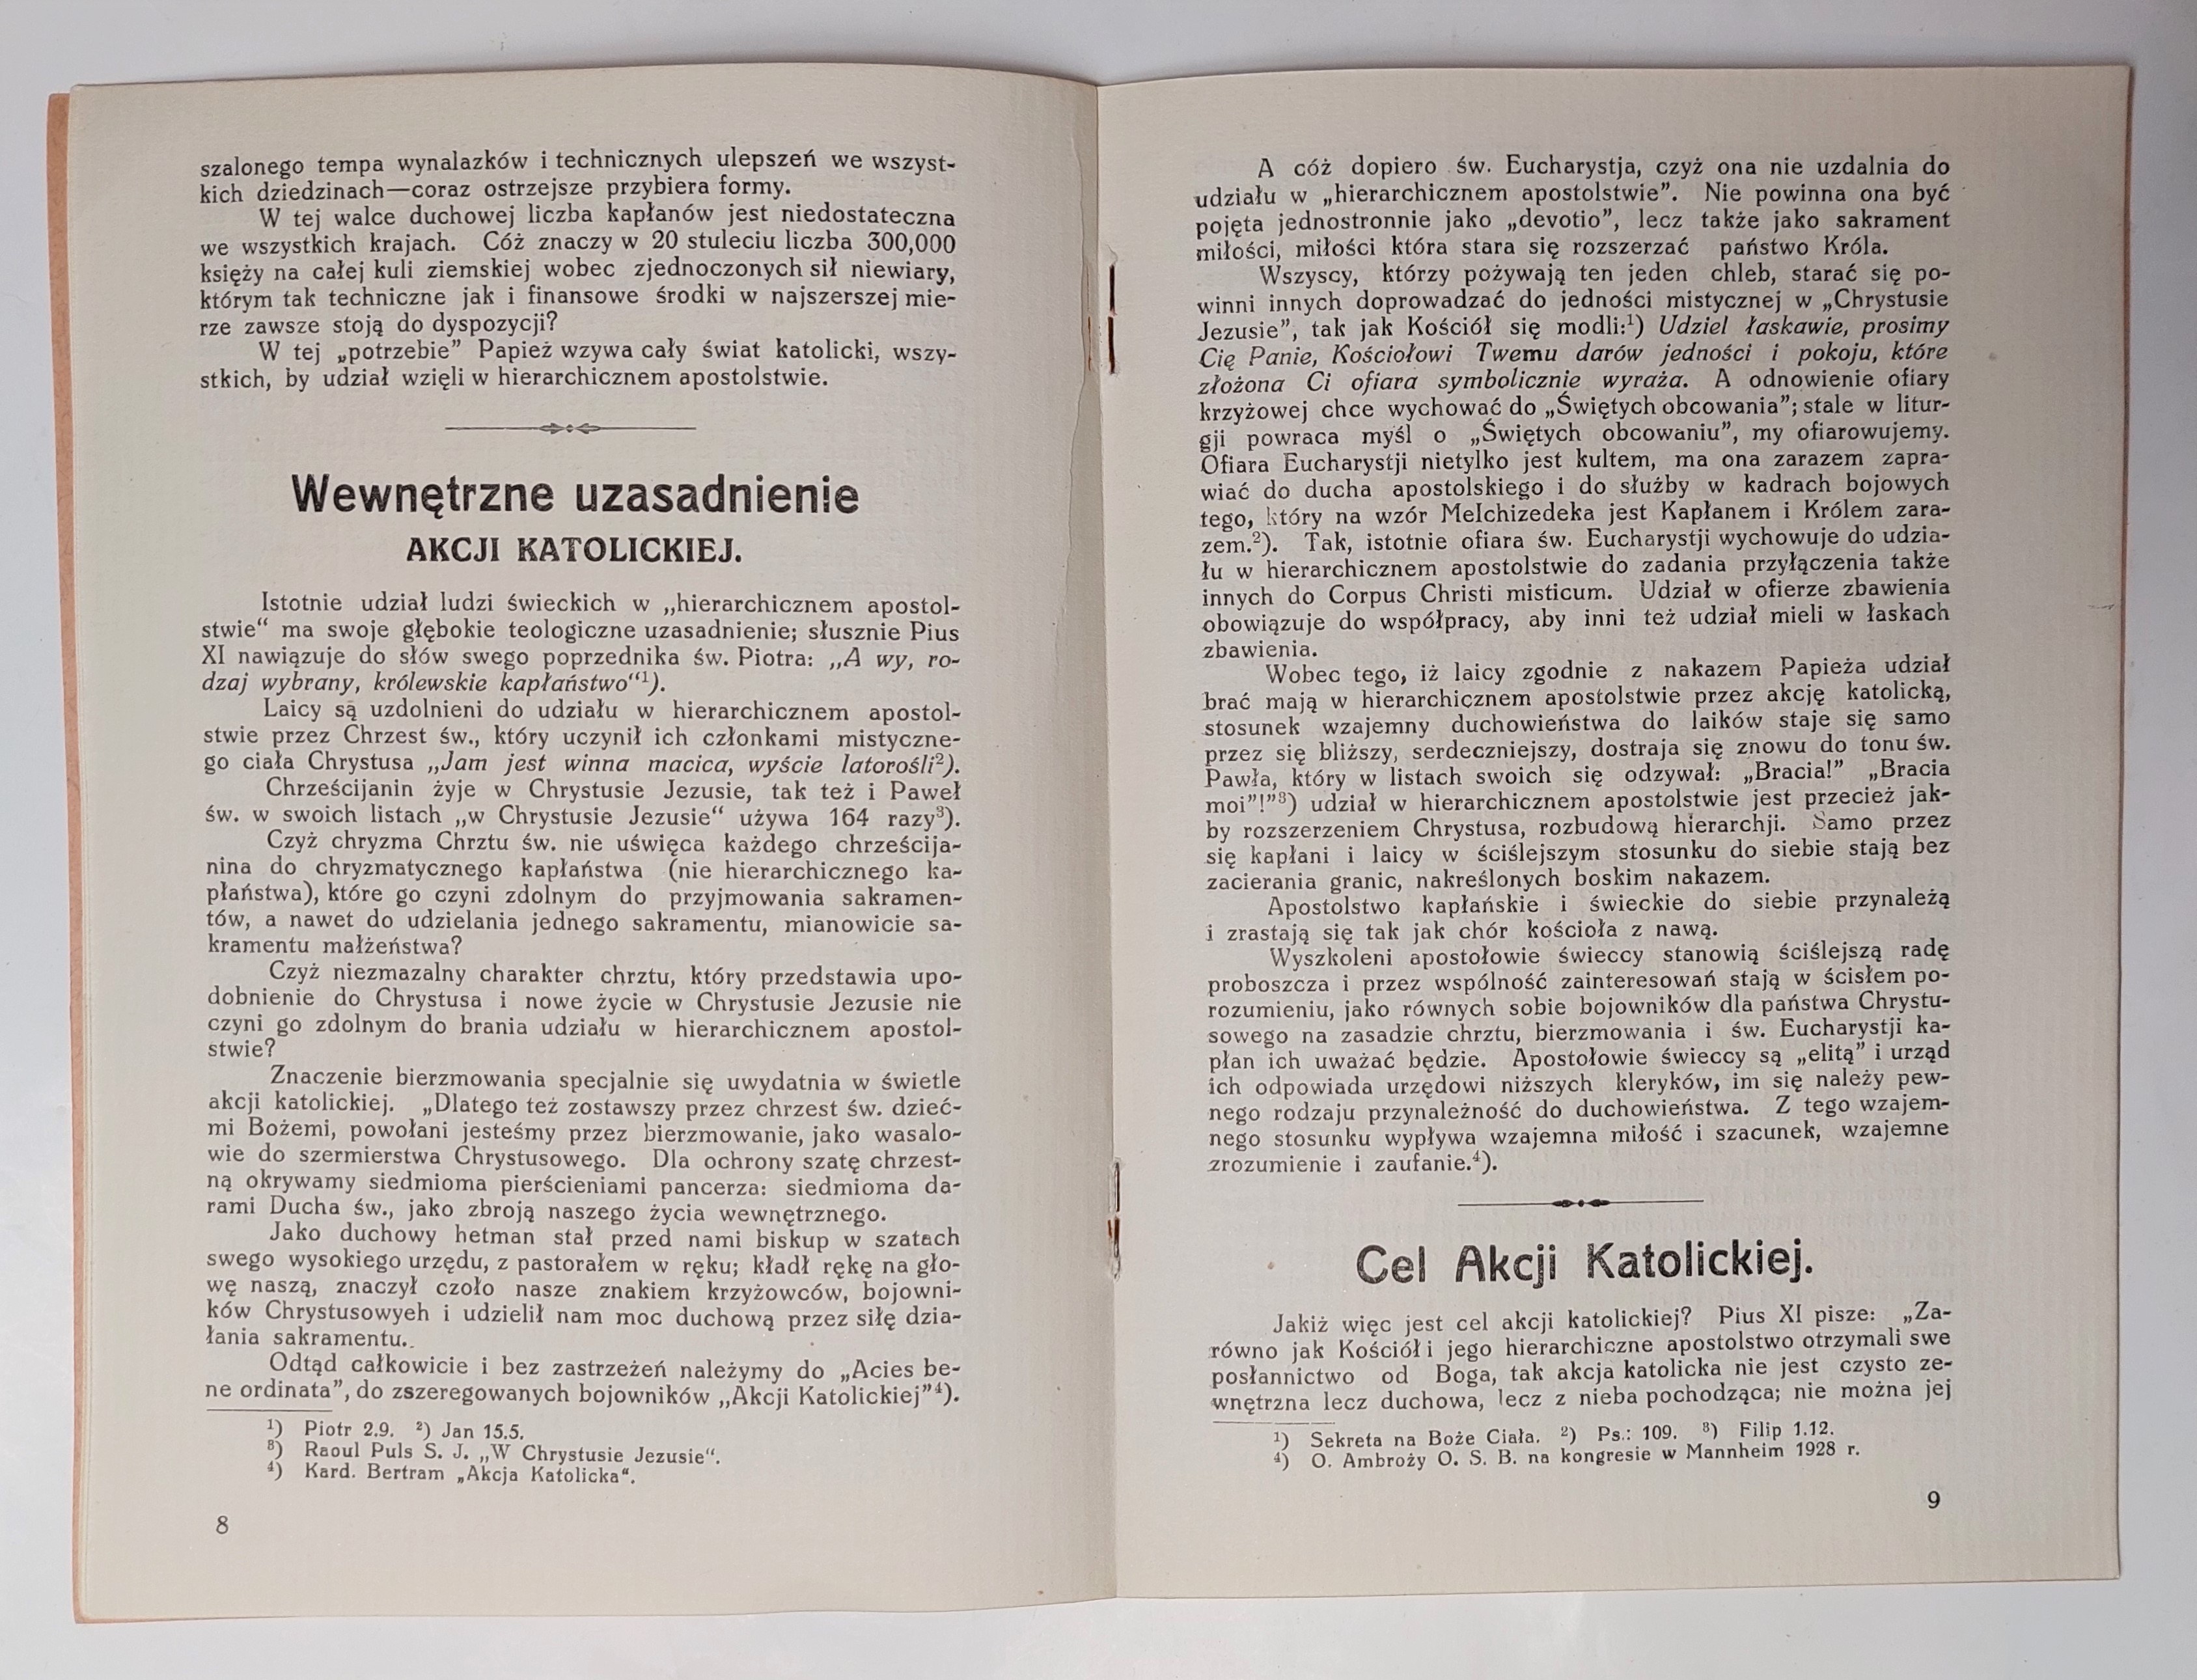 szalonego tempa wynalazków i technicznych ulepszeń we wszyst-
kich dziedzinach—coraz ostrzejsze przybiera formy.
W tej walce duchowej liczba kapłanów jest niedostateczna
we wszystkich krajach. Cóż znaczy w 20 stuleciu liczba 300,000
księży na całej kuli ziemskiej wobec zjednoczonych sił niewiary,
którym tak techniczne jak i finansowe środki w najszerszej mie-
rze zawsze stoją do dyspozycji?
W tej „potrzebie” Papież wzywa cały świat katolicki, wszy-
stkich, by udział wzięli w hierarchicznem apostolstwie.
Wewnętrzne uzasadnienie
AKCJI KATOLICKIEJ.
Istotnie udział ludzi świeckich w „hierarchicznem apostol-
stwie“ ma swoje głębokie teologiczne uzasadnienie; słusznie Pius
XI nawiązuje do słów swego poprzednika św. Piotra: „A wy, ro-
dzaj wybrany, królewskie kapłaństwo“¹).
Laicy są uzdolnieni do udziału w hierarchicznem apostol-
stwie przez Chrzest św., który uczynił ich członkami mistyczne-
go ciała Chrystusa „Jam jest winna macica, wyście latorośli²).
Chrześcijanin żyje w Chrystusie Jezusie, tak też i Paweł
św. w swoich listach „w Chrystusie Jezusie“ używa 164 razy³).
Czyż chryzma Chrztu św. nie uświęca każdego chrześcija-
nina do chryzmatycznego kapłaństwa (nie hierarchicznego ka-
płaństwa), które go czyni zdolnym do przyjmowania sakramen-
tów, a nawet do udzielania jednego sakramentu, mianowicie sa-
kramentu małżeństwa?
Czyż niezmazalny charakter chrztu, który przedstawia upo-
dobnienie do Chrystusa i nowe życie w Chrystusie Jezusie nie
czyni go zdolnym do brania udziału w hierarchicznem apostol-
stwie?
Znaczenie bierzmowania specjalnie się uwydatnia w świetle
akcji katolickiej. „Dlatego też zostawszy przez chrzest św. dzieć-
mi Bożemi, powołani jesteśmy przez bierzmowanie, jako wasalo-
wie do szermierstwa Chrystusowego. Dla ochrony szatę chrzest-
ną okrywamy siedmioma pierścieniami pancerza: siedmioma da-
rami Ducha św., jako zbroją naszego życia wewnętrznego.
Jako duchowy hetman stał przed nami biskup w szatach
swego wysokiego urzędu, z pastorałem w ręku; kładł rękę na gło-
wę naszą, znaczył czoło nasze znakiem krzyżowców, bojowni-
ków Chrystusowyeh i udzielił nam moc duchową przez siłę dzia-
łania sakramentu.
Odtąd całkowicie i bez zastrzeżeń należymy do „Acies be-
ne ordinata”, do zszeregowanych bojowników „Akcji Katolickiej”⁴).
¹) Piotr 2.9. ²) Jan 15.5.
³) Raoul Puls S. J. „W Chrystusie Jezusie“.
⁴) Kard. Bertram „Akcja Katolicka“.
8
A cóż dopiero św. Eucharystja, czyż ona nie uzdalnia do
udziału w „hierarchicznem apostolstwie”. Nie powinna ona być
pojęta jednostronnie jako „devotio”, lecz także jako sakrament
miłości, miłości która stara się rozszerzać państwo Króla.
Wszyscy, którzy pożywają ten jeden chleb, starać się po-
winni innych doprowadzać do jedności mistycznej w „Chrystusie
Jezusie”, tak jak Kościół się modli:¹) Udziel łaskawie, prosimy
Cię Panie, Kościołowi Twemu darów jedności i pokoju, które
złożona Ci ofiara symbolicznie wyraża. A odnowienie ofiary
krzyżowej chce wychować do „Świętych obcowania”; stale w litur-
gji powraca myśl o „Świętych obcowaniu”, my ofiarowujemy.
Ofiara Eucharystji nietylko jest kultem, ma ona zarazem zapra-
wiać do ducha apostolskiego i do służby w kadrach bojowych
tego, który na wzór Melchizedeka jest Kapłanem i Królem zara-
zem.²). Tak, istotnie ofiara św. Eucharystji wychowuje do udzia-
łu w hierarchicznem apostolstwie do zadania przyłączenia także
innych do Corpus Christi misticum. Udział w ofierze zbawienia
obowiązuje do współpracy, aby inni też udział mieli w łaskach
zbawienia.
Wobec tego, iż laicy zgodnie z nakazem Papieża udział
brać mają w hierarchicznem apostolstwie przez akcję katolicką,
stosunek wzajemny duchowieństwa do laików staje się samo
przez się bliższy, serdeczniejszy, dostraja się znowu do tonu św.
Pawła, który w listach swoich się odzywał: „Bracia!” „Bracia
moi”!”³) udział w hierarchicznem apostolstwie jest przecież jak-
by rozszerzeniem Chrystusa, rozbudową hierarchji. Samo przez
się kapłani i laicy w ściślejszym stosunku do siebie stają bez
zacierania granic, nakreślonych boskim nakazem.
Apostolstwo kapłańskie i świeckie do siebie przynależą
i zrastają się tak jak chór kościoła z nawą.
Wyszkoleni apostołowie świeccy stanowią ściślejszą radę
proboszcza i przez wspólność zainteresowań stają w ścisłem po-
rozumieniu, jako równych sobie bojowników dla państwa Chrystu-
sowego na zasadzie chrztu, bierzmowania i św. Eucharystji ka-
płan ich uważać będzie. Apostołowie świeccy są „elitą” i urząd
ich odpowiada urzędowi niższych kleryków, im się należy pew-
nego rodzaju przynależność do duchowieństwa. Z tego wzajem-
nego stosunku wypływa wzajemna miłość i szacunek, wzajemne
zrozumienie i zaufanie.⁴).
Cel Akcji Katolickiej.
Jakiż więc jest cel akcji katolickiej? Pius XI pisze: „Za-
równo jak Kościół i jego hierarchiczne apostolstwo otrzymali swe
posłannictwo od Boga, tak akcja katolicka nie jest czysto ze-
wnętrzna lecz duchowa, lecz z nieba pochodząca; nie można jej
¹) Sekreta na Boże Ciała. ²) Ps.: 109. ³) Filip 1.12.
⁴) O. Ambroży O. S. B. na kongresie w Mannheim 1928 r.
9